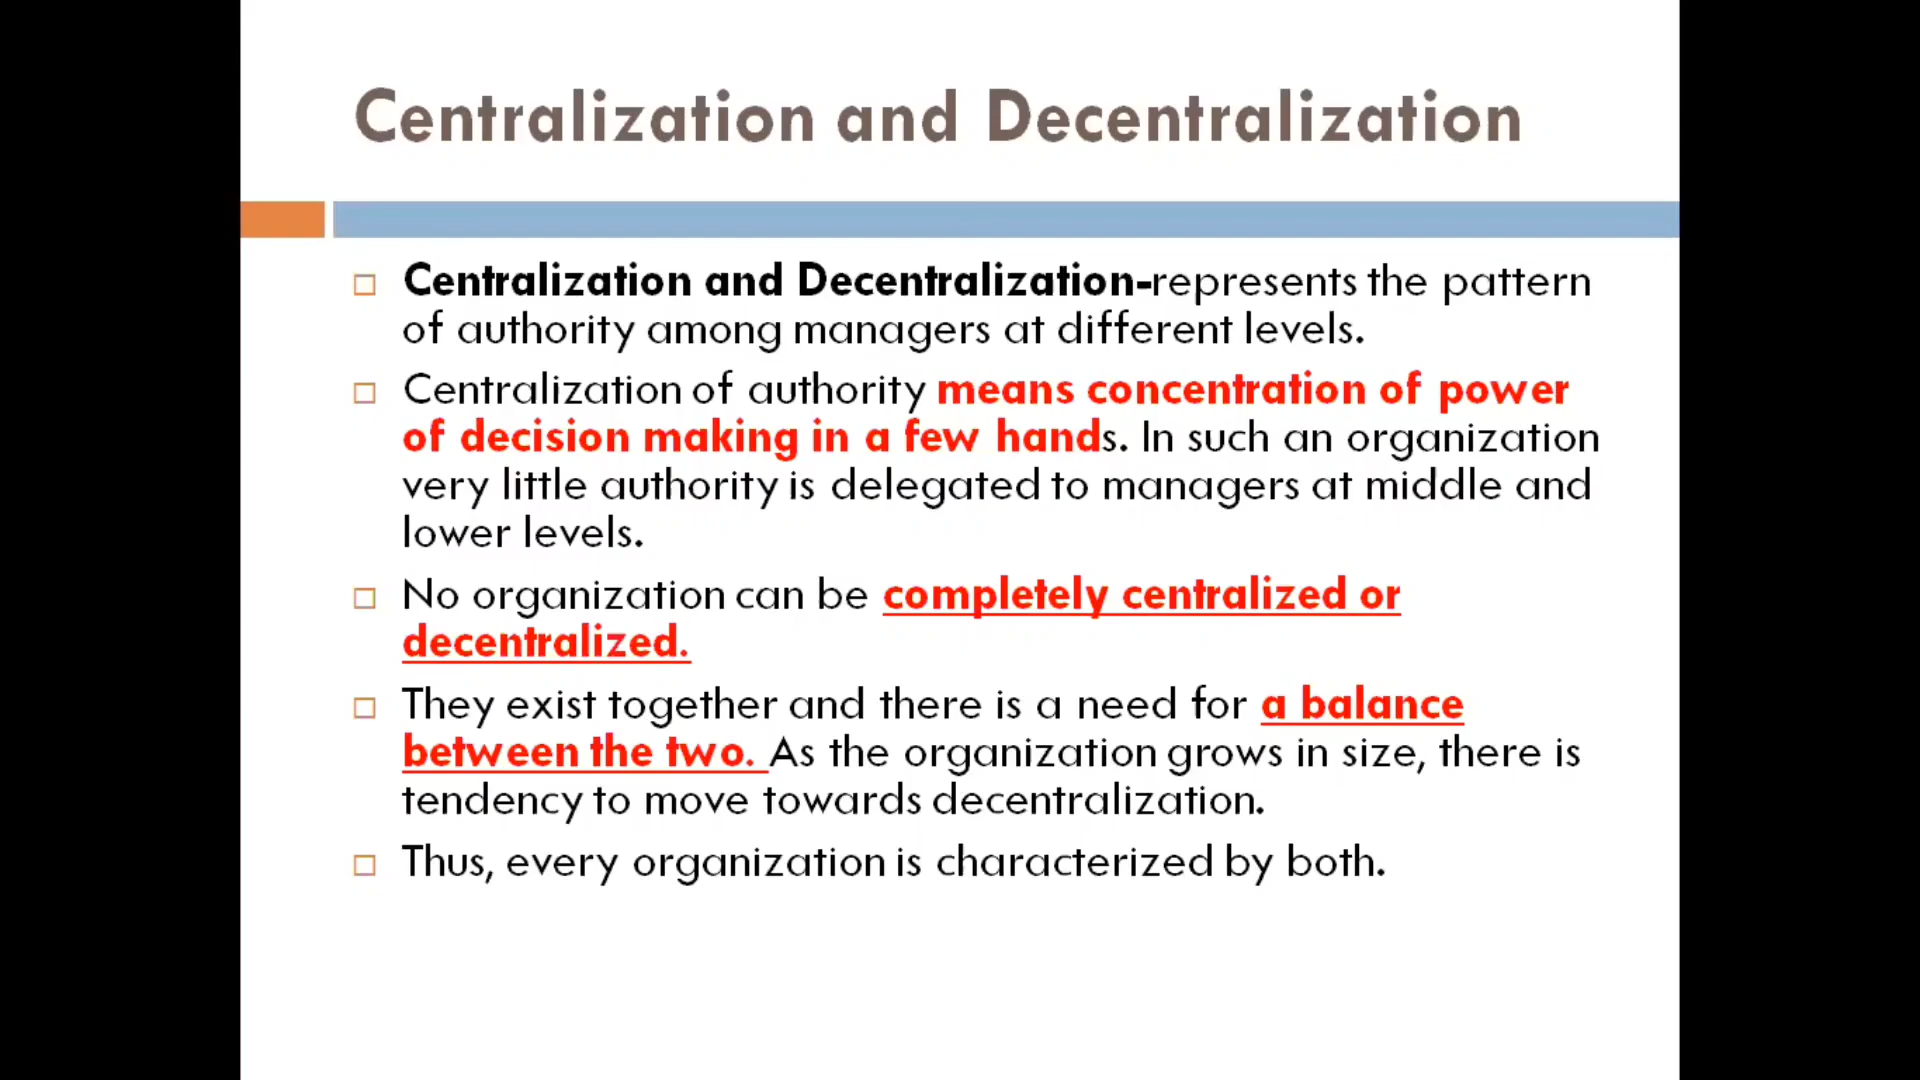 Centralization and Decentralization
Centralization and Decentralization-represents the pattern
of authority among managers at different levels.
Centralization of authority means concentration of power
of decision making in a few hands. In such an organization
very little authority is delegated to managers at middle and
lower levels.
No organization can be completely centralized or
decentralized.
They exist together and there is a need for a balance
between the two. As the organization grows in size, there is
tendency to move towards decentralization.
Thus, every organization is characterized by both.